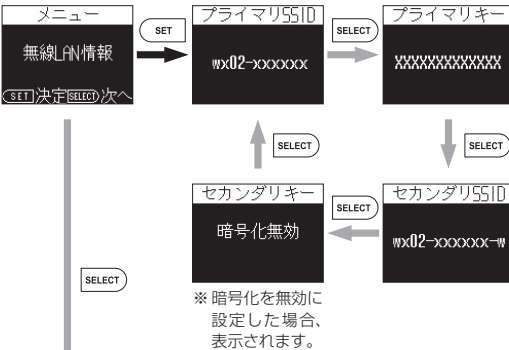 メニュー
無線LAN情報
SET決定SELECT次へ
SET
プライマリSSID
wx02-xxxxxx
SELECT
プライマリキー
XXXXXXXXXXXXX
SELECT
SELECT
セカンダリキー
暗号化無効
SELECT
セカンダリSSID
wx02-xxxxxx-w
※ 暗号化を無効に
設定した場合、
表示されます。
SELECT